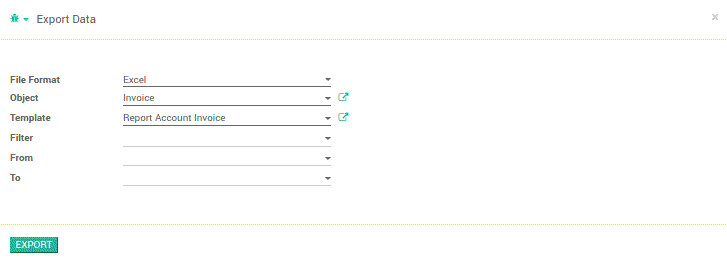 Export Data
×
File Format Excel
Object Invoice
Template Report Account Invoice
Filter
From
To
EXPORT